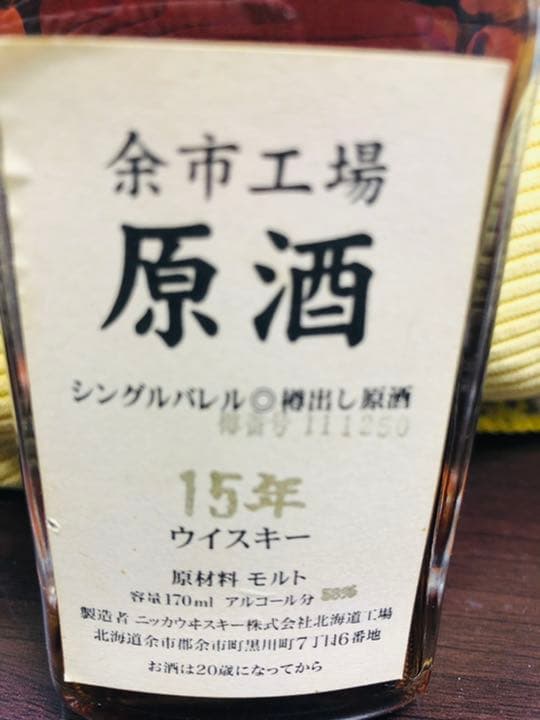 余市工場
原酒
シングルバレル◎樽出し原酒
樽番号 111250
15年
ウイスキー
原材料 モルト
容量170ml アルコール分
製造者 ニッカウヰスキー株式会社北海道工場
北海道余市郡余市町黒川町7丁目6番地
お酒は20歳になってから